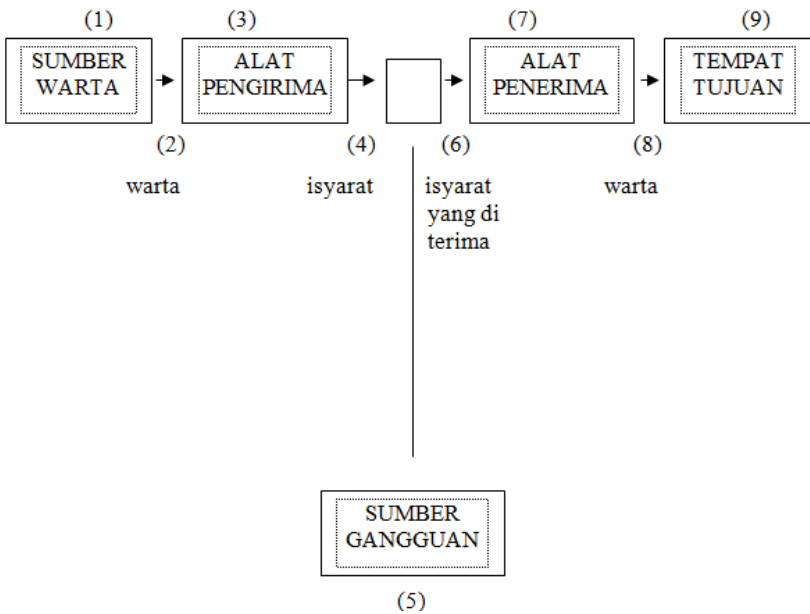 (1)
(3)
(7)
(9)
SUMBER
WARTA
ALAT
PENGIRIMA
ALAT
PENERIMA
TEMPAT
TUJUAN
(2)
(4)
(6)
(8)
warta
isyarat
isyarat
yang di
terima
warta
SUMBER
GANGGUAN
(5)